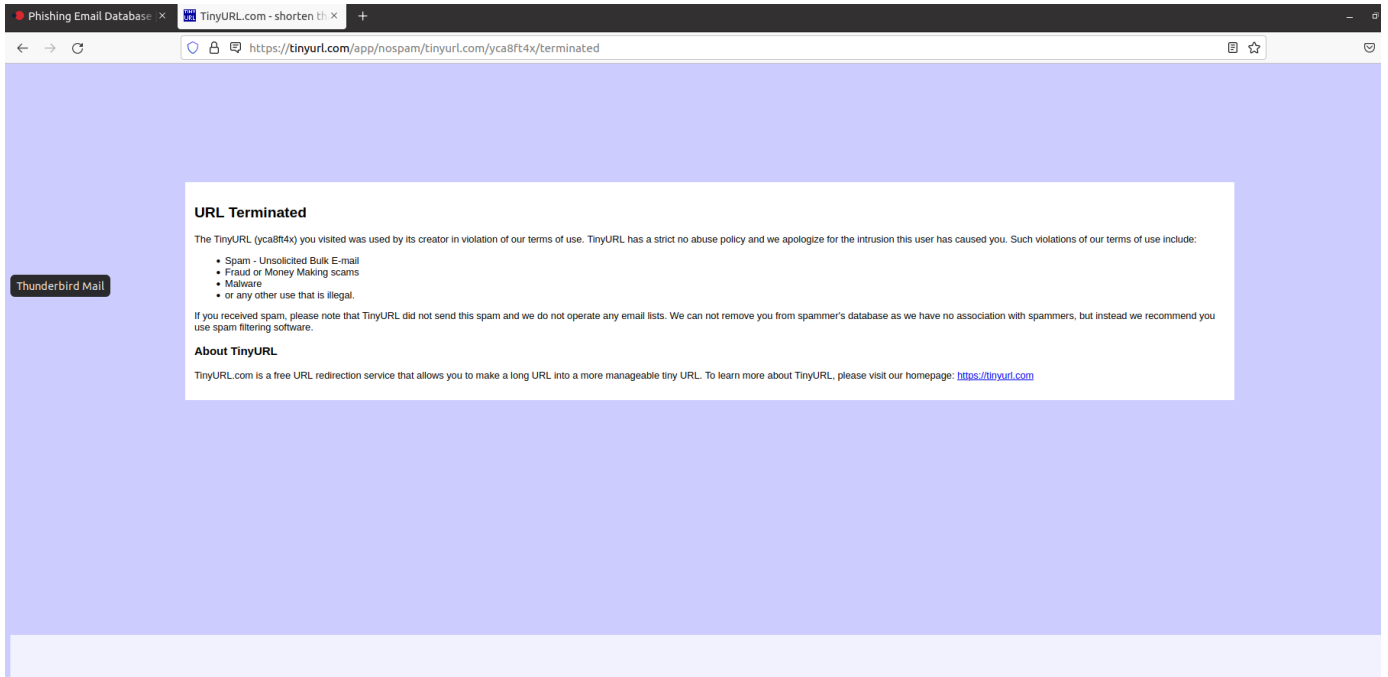 Phishing Email Database
TinyURL.com - shorten th
https://tinyurl.com/app/nospam/tinyurl.com/yca8ft4x/terminated
URL Terminated
The TinyURL (yca8ft4x) you visited was used by its creator in violation of our terms of use. TinyURL has a strict no abuse policy and we apologize for the intrusion this user has caused you. Such violations of our terms of use include:
• Spam - Unsolicited Bulk E-mail
• Fraud or Money Making scams
• Malware
• or any other use that is illegal.
Thunderbird Mail
If you received spam, please note that TinyURL did not send this spam and we do not operate any email lists. We can not remove you from spammer's database as we have no association with spammers, but instead we recommend you
use spam filtering software.
About TinyURL
TinyURL.com is a free URL redirection service that allows you to make a long URL into a more manageable tiny URL. To learn more about TinyURL, please visit our homepage: https://tinyurl.com